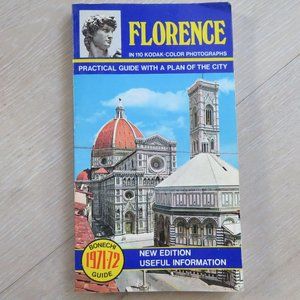 FLORENCE
IN 110 KODAK-COLOR PHOTOGRAPHS
PRACTICAL GUIDE WITH A PLAN OF THE CITY
BONECHI
1971-72
GUIDE
NEW EDITION
USEFUL INFORMATION